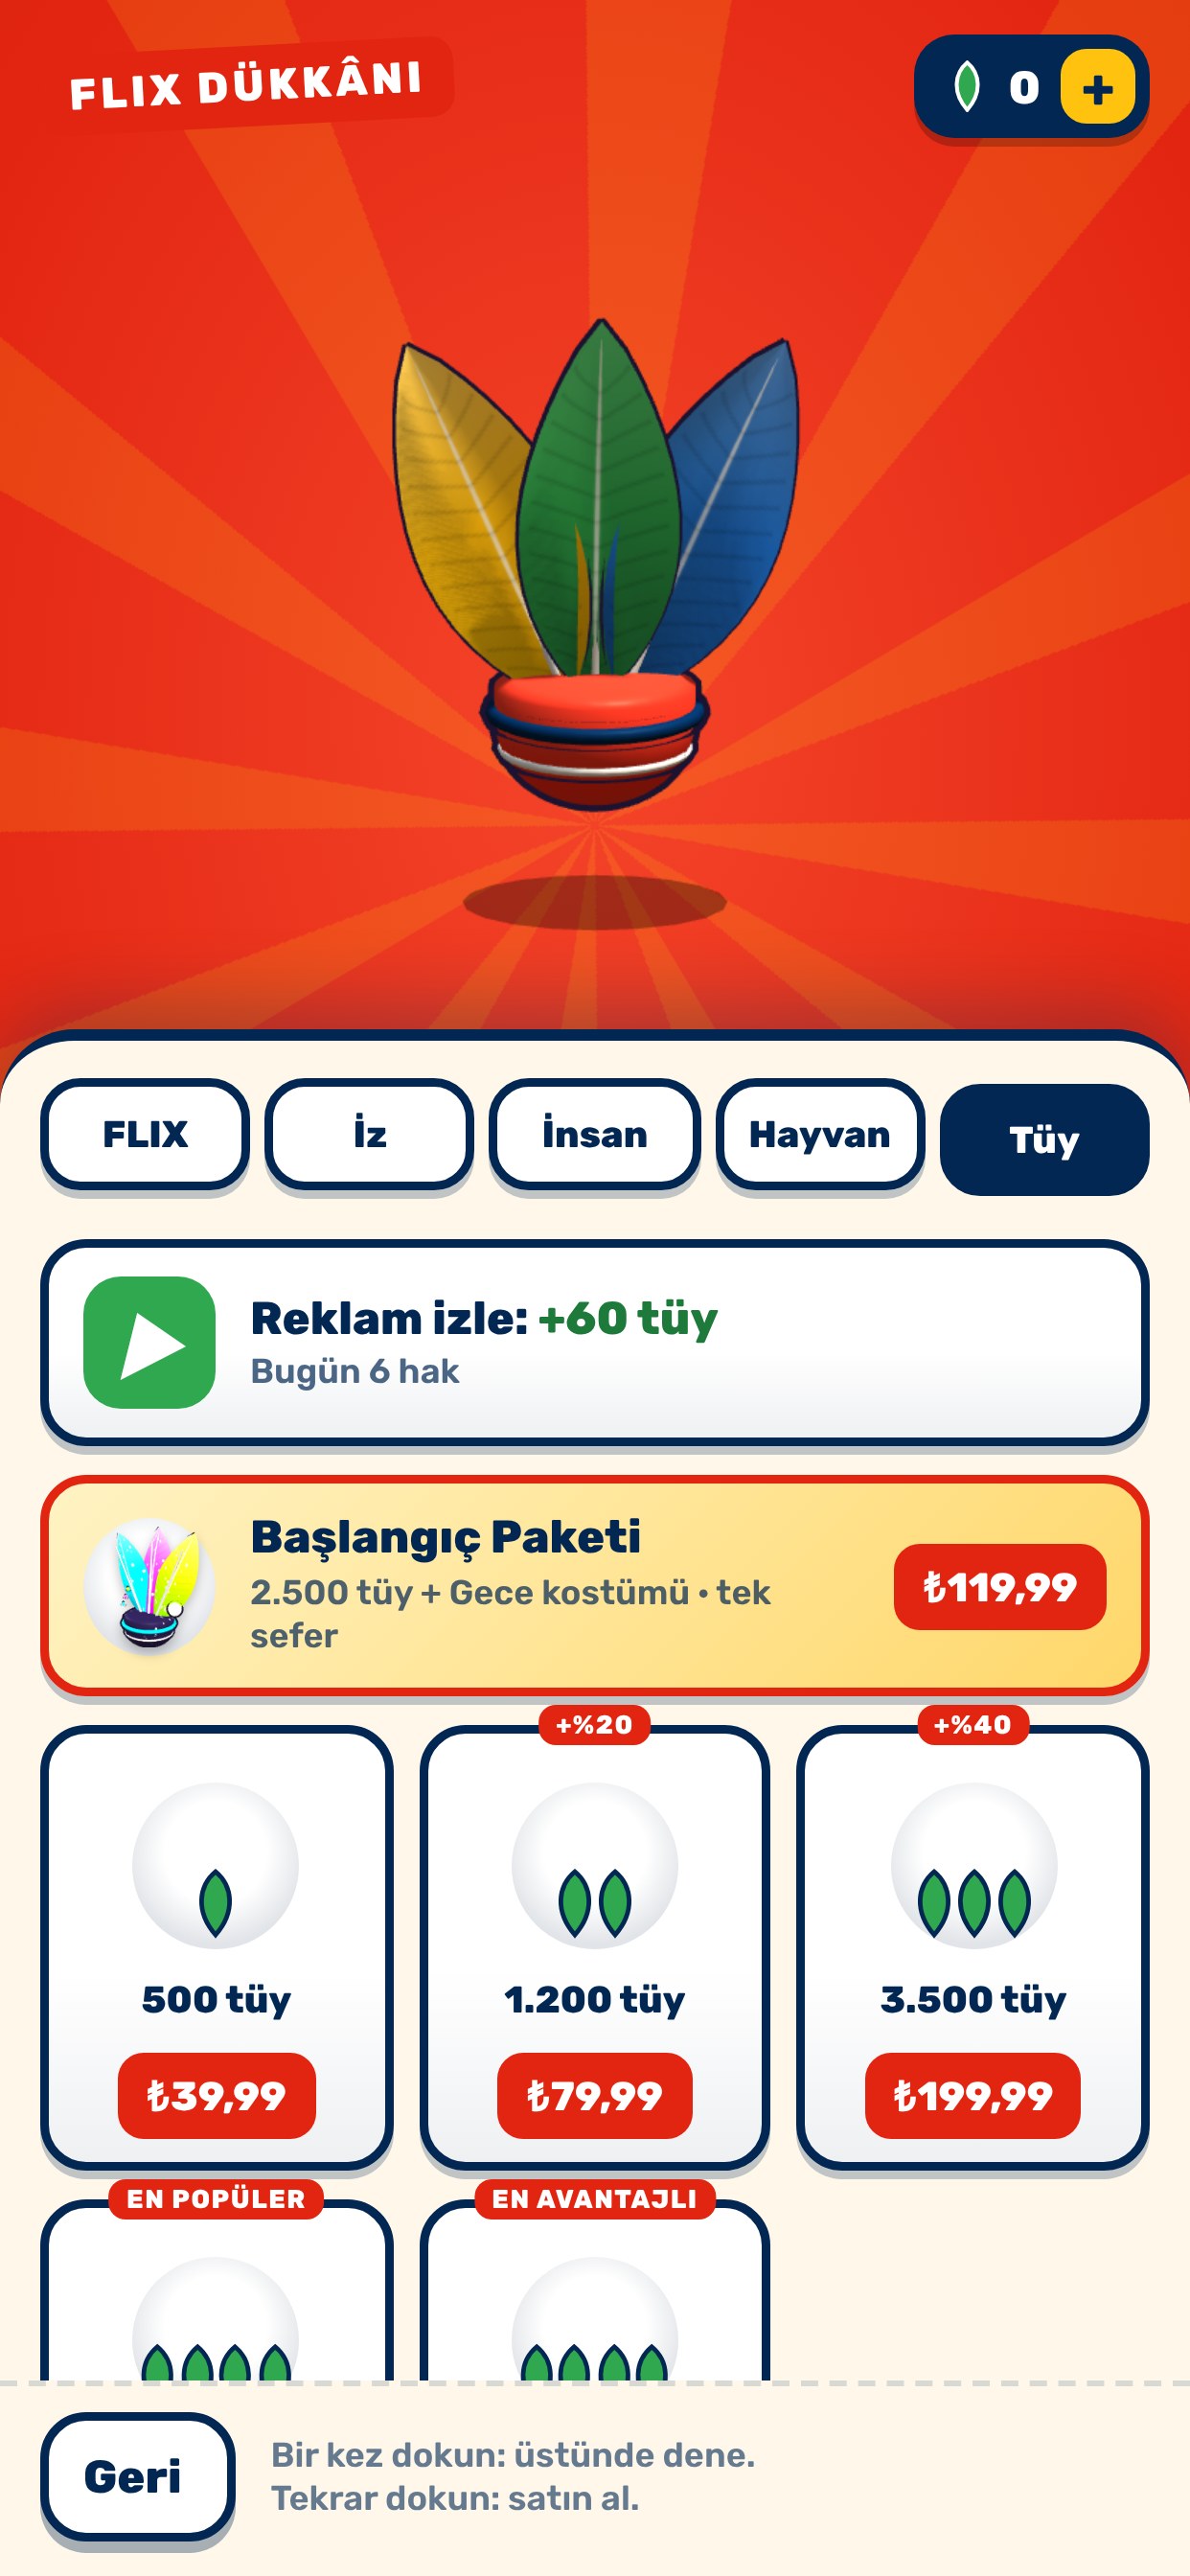 FLIX DÜKKÂNI
0 +
FLIX
İz
İnsan
Hayvan
Tüy
Reklam izle: +60 tüy
Bugün 6 hak
Başlangıç Paketi
2.500 tüy + Gece kostümü • tek
sefer
₺119,99
+%20
+%40
500 tüy
1.200 tüy
3.500 tüy
₺39,99
₺79,99
₺199,99
EN POPÜLER
EN AVANTAJLI
Geri
Bir kez dokun: üstünde dene.
Tekrar dokun: satın al.